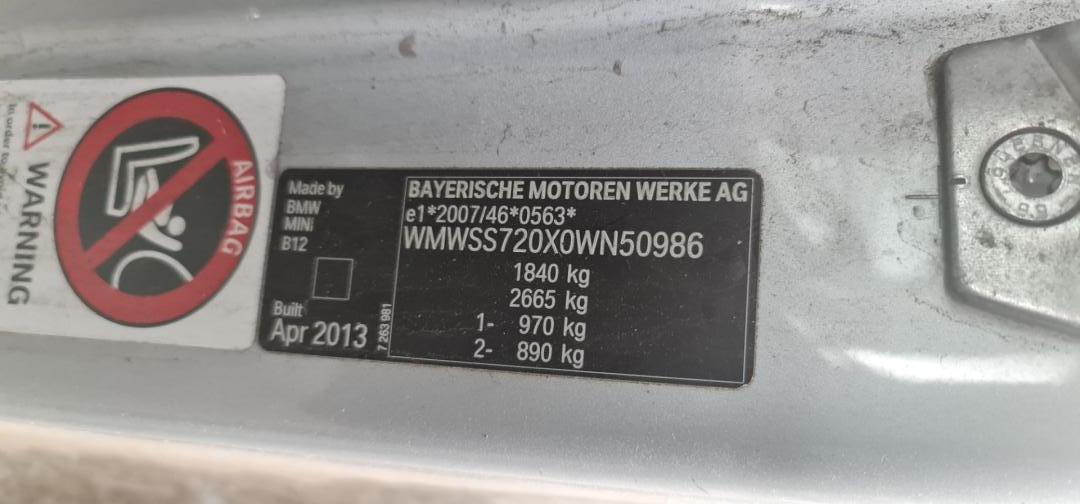 AIRBAG
WARNING
Made by
BMW
MINI
B12
Built
Apr 2013
7 263 981
BAYERISCHE MOTOREN WERKE AG
e1*2007/46*0563*
WMWSS720X0WN50986
1840 kg
2665 kg
1- 970 kg
2- 890 kg